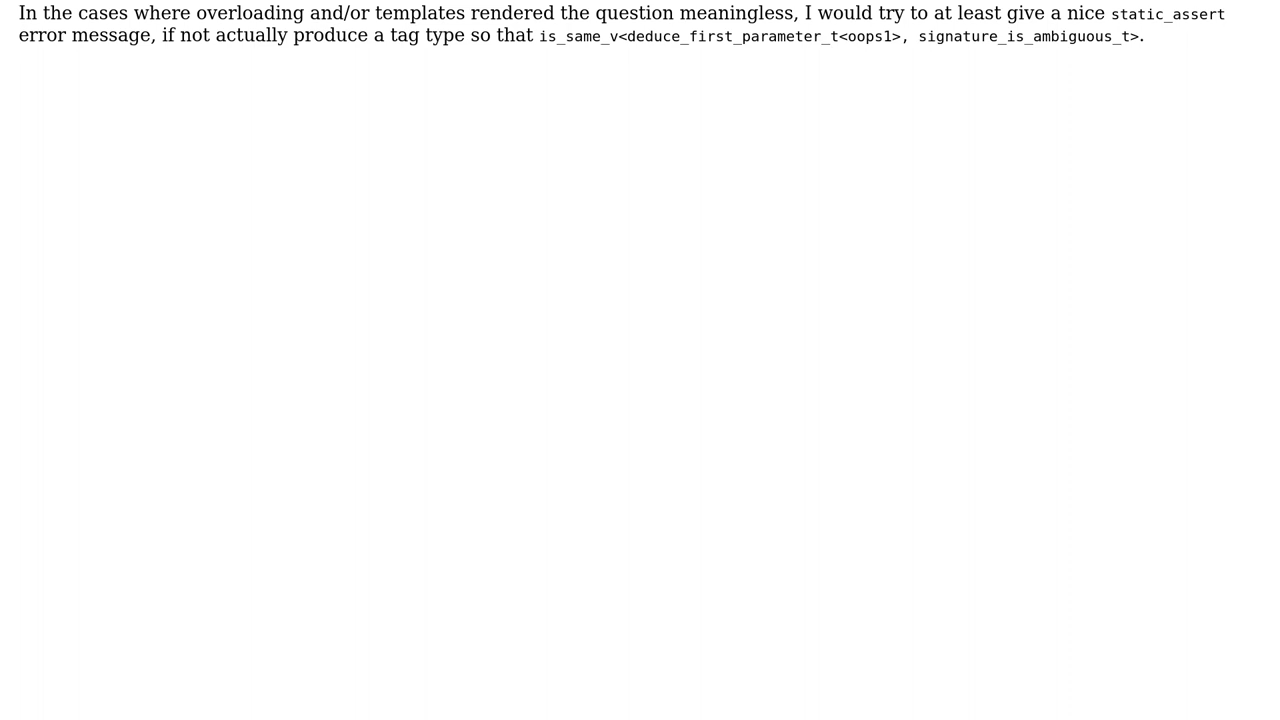 In the cases where overloading and/or templates rendered the question meaningless, I would try to at least give a nice static_assert
error message, if not actually produce a tag type so that is_same_v<deduce_first_parameter_t<oops1>, signature_is_ambiguous_t>.